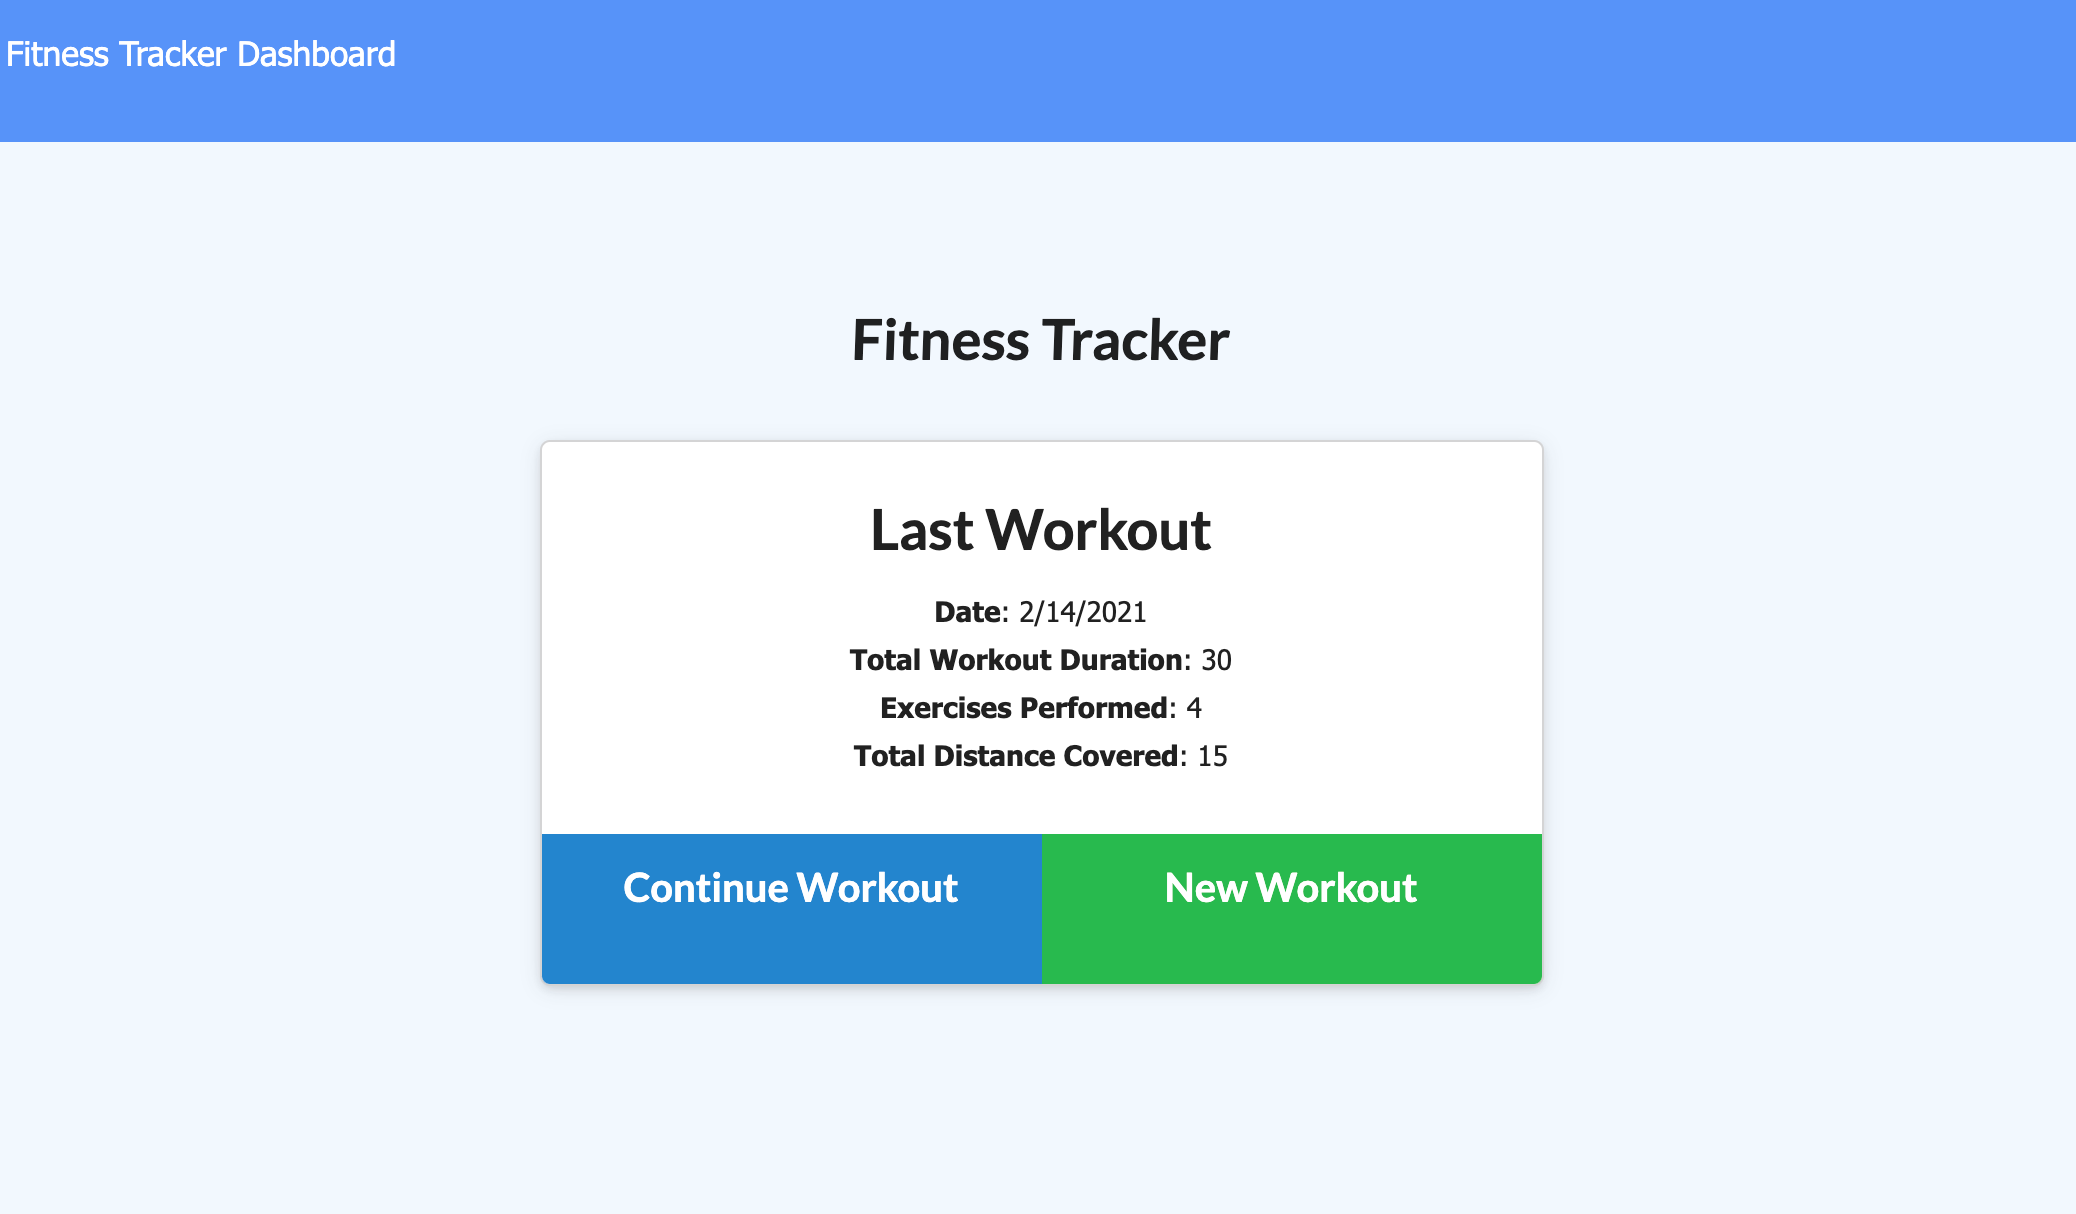 Fitness Tracker Dashboard
Fitness Tracker
Last Workout
Date: 2/14/2021
Total Workout Duration: 30
Exercises Performed: 4
Total Distance Covered: 15
Continue Workout
New Workout